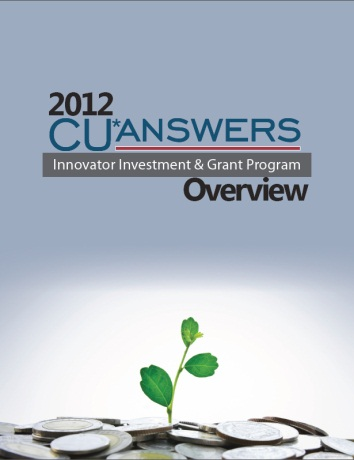 2012
CU*ANSWERS
Innovator Investment & Grant Program
Overview